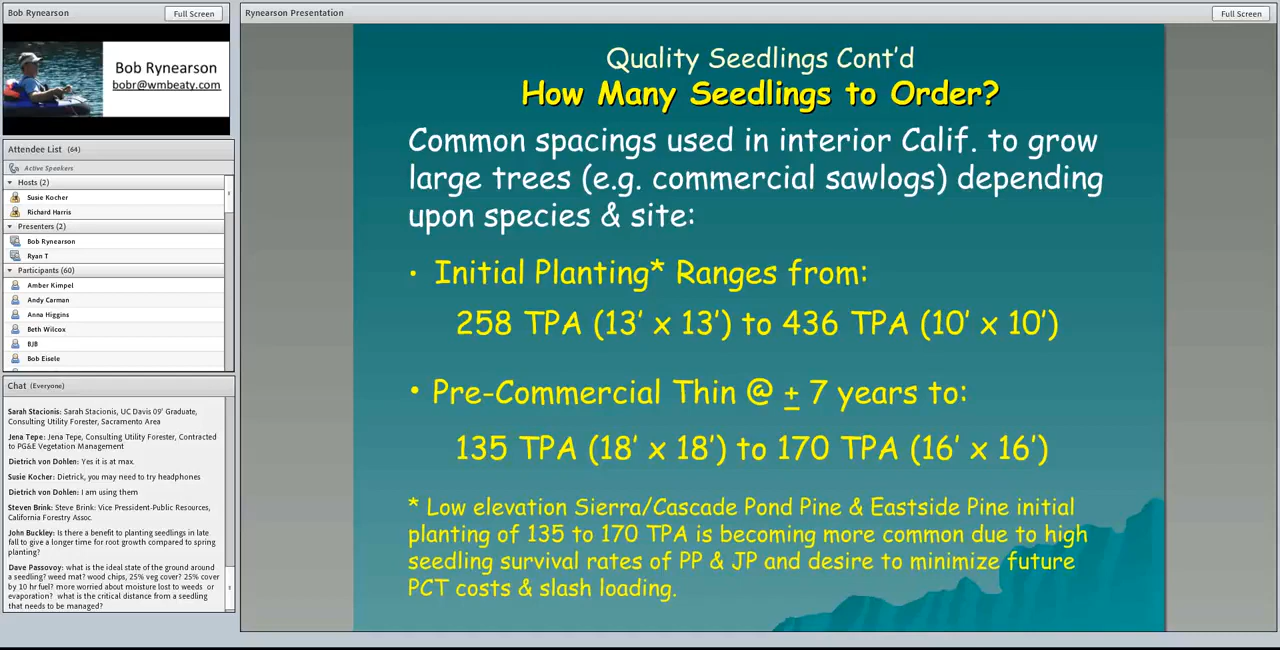 Bob Rynearson
Full Screen
Bob Rynearson
bobr@wmbeaty.com
Attendee List (64)
Active Speakers
Hosts (2)
Susie Kocher
Richard Harris
Presenters (2)
Bob Rynearson
Ryan T
Participants (60)
Amber Kimpel
Andy Carman
Anna Higgins
Beth Wilcox
BJB
Bob Eisele
Chat (Everyone)
Sarah Stacionis: Sarah Stacionis, UC Davis 09' Graduate,
Consulting Utility Forester, Sacramento Area
Jena Tepe: Jena Tepe, Consulting Utility Forester, Contracted
to PG&E Vegetation Management
Dietrich von Dohlen: Yes it is at max.
Susie Kocher: Dietrick, you may need to try headphones
Dietrich von Dohlen: I am using them
Steven Brink: Steve Brink: Vice President-Public Resources,
California Forestry Assoc.
John Buckley: Is there a benefit to planting seedlings in late
fall to give a longer time for root growth compared to spring
planting?
Dave Passovoy: what is the ideal state of the ground around
a seedling? weed mat? wood chips, 25% veg cover? 25% cover
by 10 hr fuel? more worried about moisture lost to weeds or
evaporation? what is the critical distance from a seedling
that needs to be managed?
Rynearson Presentation
Full Screen
Quality Seedlings Cont'd
How Many Seedlings to Order?
Common spacings used in interior Calif. to grow
large trees (e.g. commercial sawlogs) depending
upon species & site:
• Initial Planting* Ranges from:
258 TPA (13' x 13') to 436 TPA (10' x 10')
• Pre-Commercial Thin @ ± 7 years to:
135 TPA (18' x 18') to 170 TPA (16' x 16')
* Low elevation Sierra/Cascade Pond Pine & Eastside Pine initial
planting of 135 to 170 TPA is becoming more common due to high
seedling survival rates of PP & JP and desire to minimize future
PCT costs & slash loading.